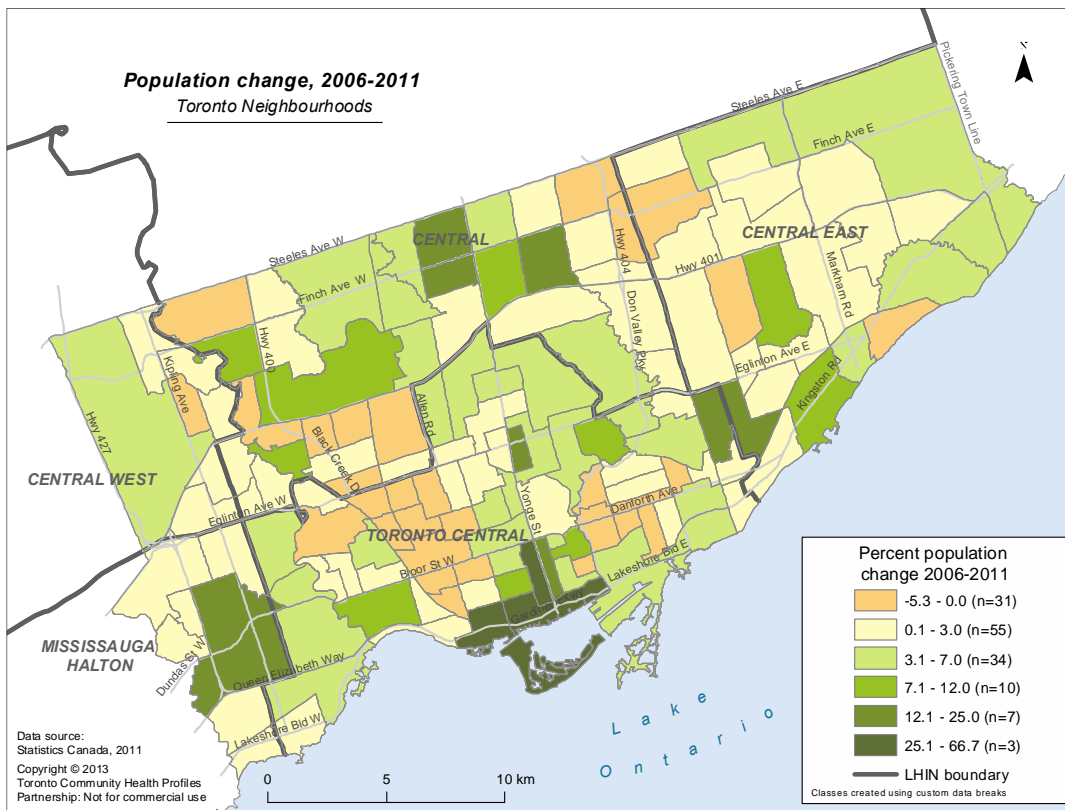 Population change, 2006-2011
Toronto Neighbourhoods
N
Pickering Town Line
Steeles Ave E
Finch Ave E
CENTRAL
Steeles Ave W
CENTRAL EAST
Hwy 404
Hwy 401
Finch Ave W
Markham Rd
Don Valley Pky
Hwy 400
Eglinton Ave E
Kipling Ave
Kingston Rd
Allen Rd
Hwy 427
Black Creek D
CENTRAL WEST
Yonge St
Danforth Ave
Eglinton Ave W
TORONTO CENTRAL
Bloor St W
Lakeshore Bld E
MISSISSAUGA
HALTON
Dundas St W
Queen Elizabeth Way
Lakeshore Bld W
Lake
Ontario
Percent population
change 2006-2011
-5.3 - 0.0 (n=31)
0.1 - 3.0 (n=55)
3.1 - 7.0 (n=34)
7.1 - 12.0 (n=10)
12.1 - 25.0 (n=7)
25.1 - 66.7 (n=3)
LHIN boundary
Classes created using custom data breaks
Data source:
Statistics Canada, 2011
Copyright © 2013
Toronto Community Health Profiles
Partnership: Not for commercial use
0 5 10 km